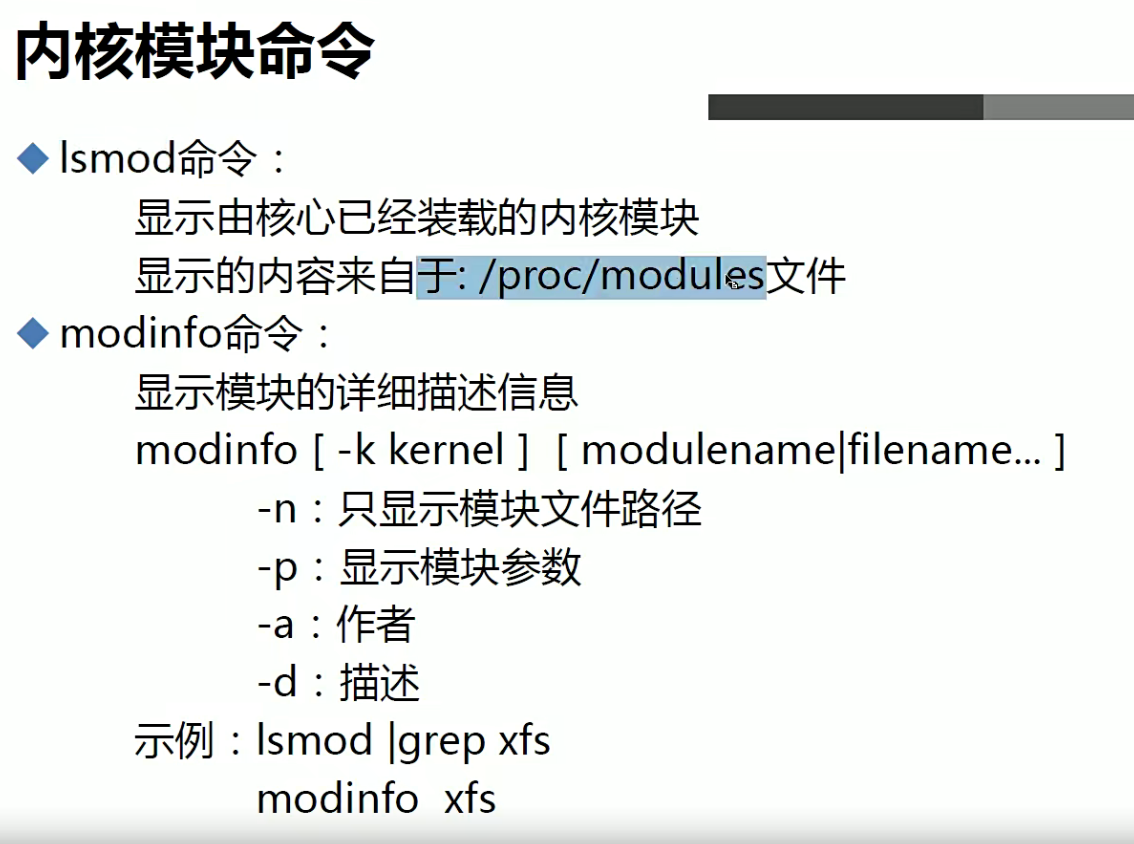 内核模块命令
lsmod命令：
显示由核心已经装载的内核模块
显示的内容来自于: /proc/modules文件
modinfo命令：
显示模块的详细描述信息
modinfo [ -k kernel ]  [ modulename|filename... ]
-n：只显示模块文件路径
-p：显示模块参数
-a：作者
-d：描述
示例：lsmod |grep xfs
modinfo  xfs